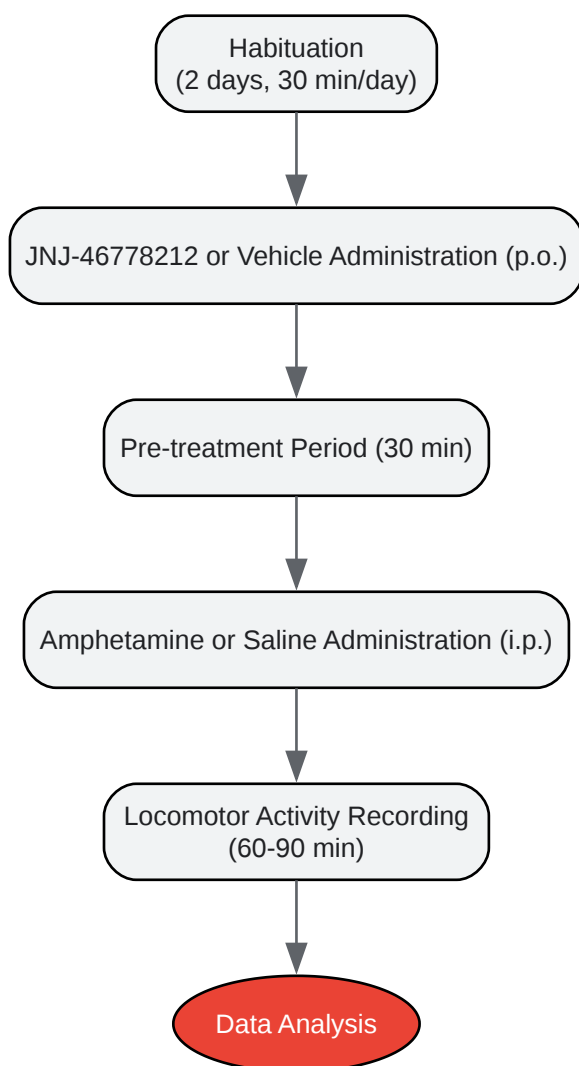 Habituation
(2 days, 30 min/day)
JNJ-46778212 or Vehicle Administration (p.o.)
Pre-treatment Period (30 min)
Amphetamine or Saline Administration (i.p.)
Locomotor Activity Recording
(60-90 min)
Data Analysis